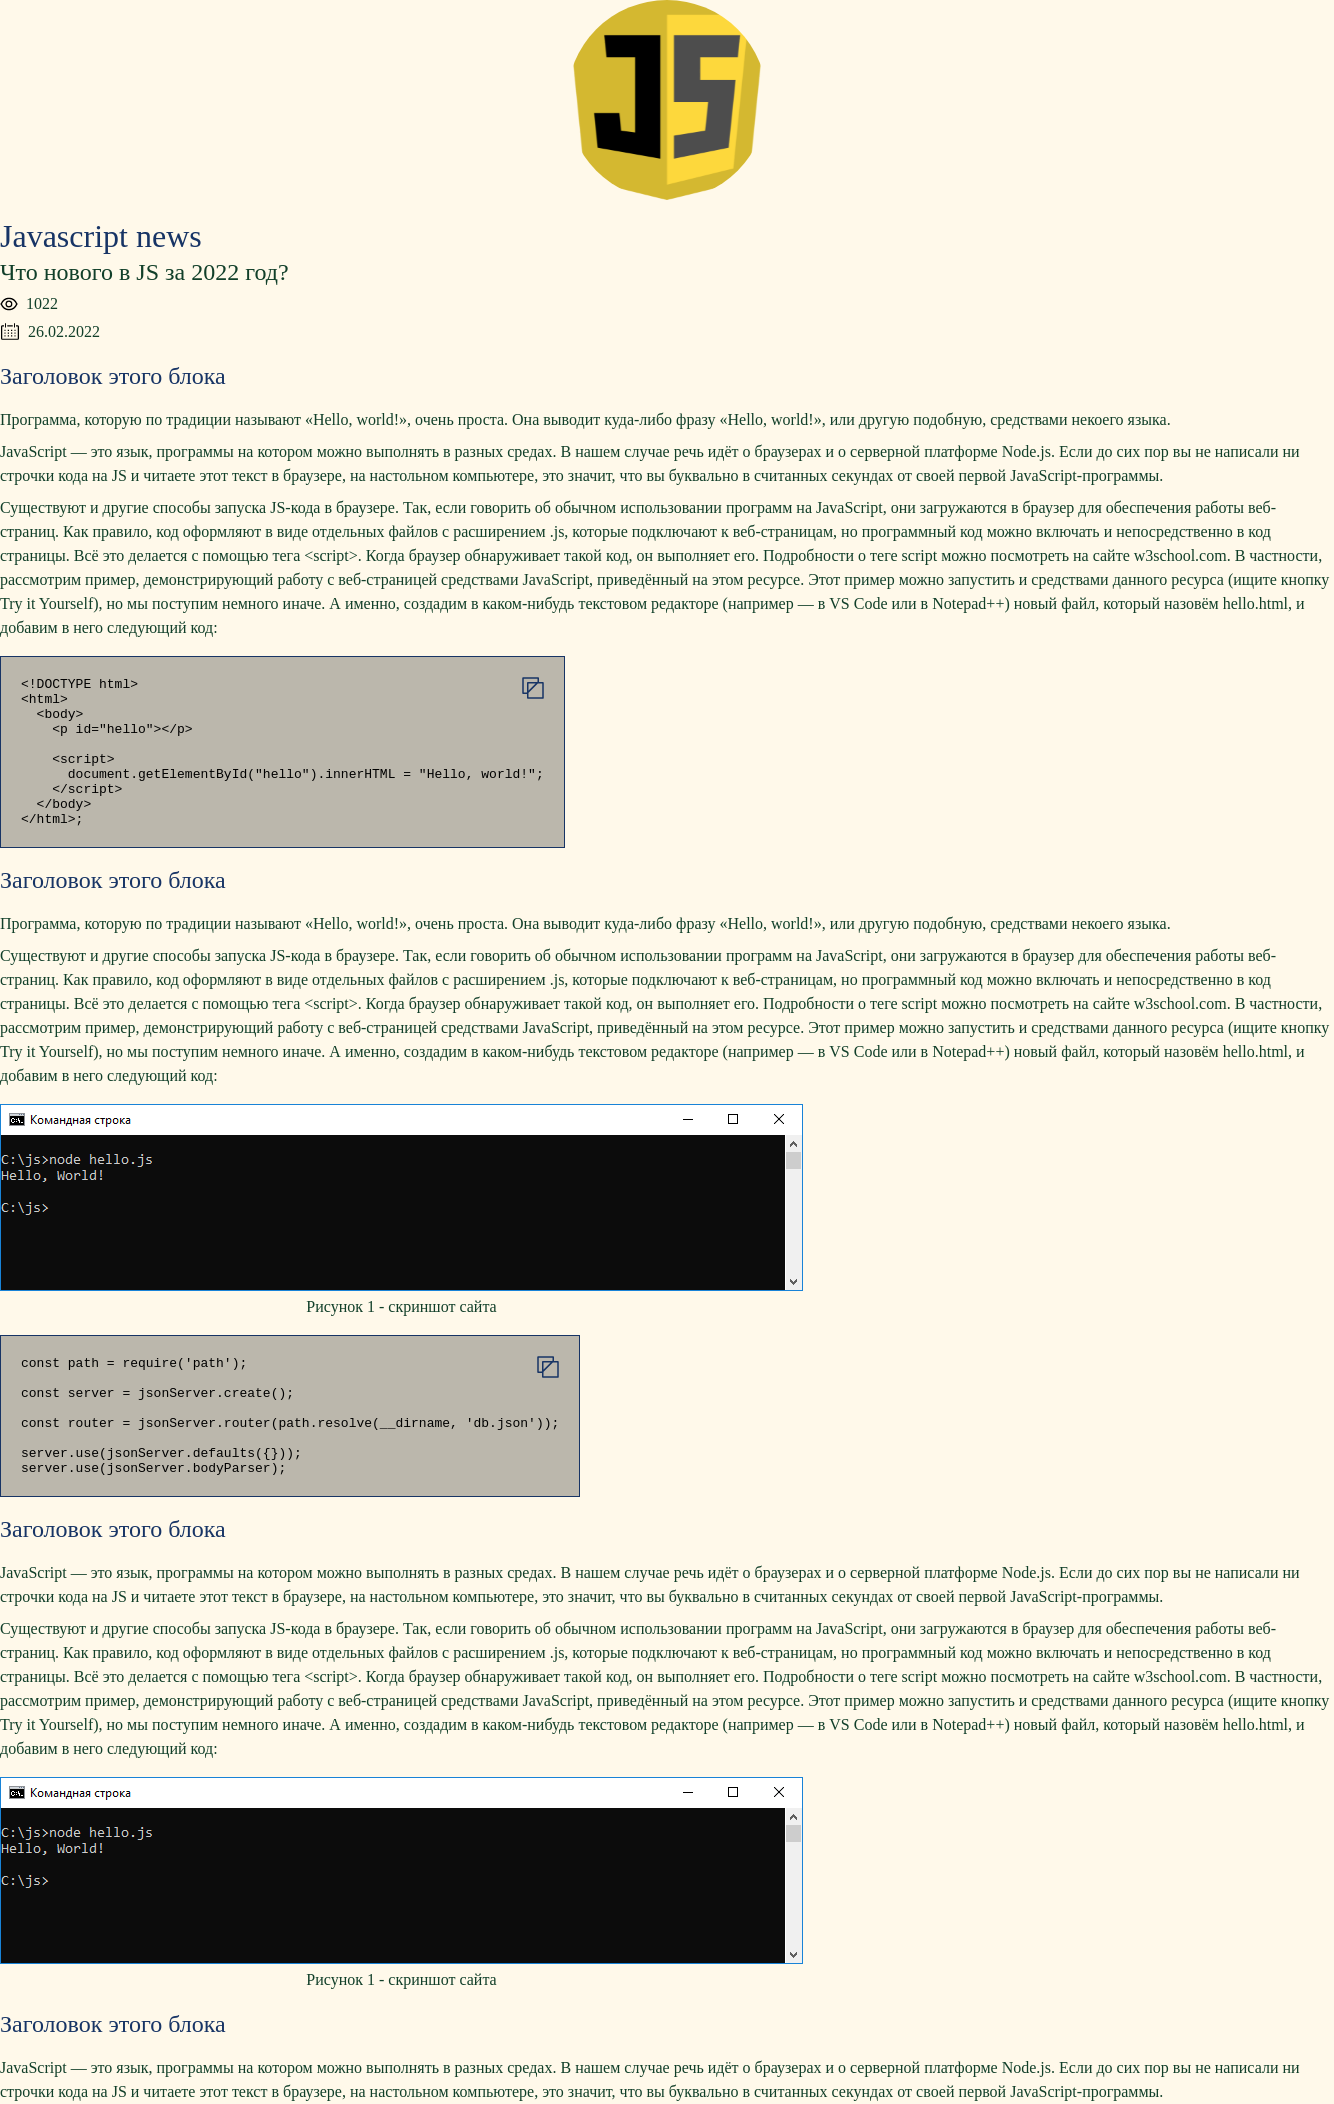 JS
Javascript news
Что нового в JS за 2022 год?
1022
26.02.2022
Заголовок этого блока
Программа, которую по традиции называют «Hello, world!», очень проста. Она выводит куда-либо фразу «Hello, world!», или другую подобную, средствами некоего языка.
JavaScript — это язык, программы на котором можно выполнять в разных средах. В нашем случае речь идёт о браузерах и о серверной платформе Node.js. Если до сих пор вы не написали ни
строчки кода на JS и читаете этот текст в браузере, на настольном компьютере, это значит, что вы буквально в считанных секундах от своей первой JavaScript-программы.
Существуют и другие способы запуска JS-кода в браузере. Так, если говорить об обычном использовании программ на JavaScript, они загружаются в браузер для обеспечения работы веб-
страниц. Как правило, код оформляют в виде отдельных файлов с расширением .js, которые подключают к веб-страницам, но программный код можно включать и непосредственно в код
страницы. Всё это делается с помощью тега <script>. Когда браузер обнаруживает такой код, он выполняет его. Подробности о теге script можно посмотреть на сайте w3school.com. В частности,
рассмотрим пример, демонстрирующий работу с веб-страницей средствами JavaScript, приведённый на этом ресурсе. Этот пример можно запустить и средствами данного ресурса (ищите кнопку
Try it Yourself), но мы поступим немного иначе. А именно, создадим в каком-нибудь текстовом редакторе (например — в VS Code или в Notepad++) новый файл, который назовём hello.html, и
добавим в него следующий код:
<!DOCTYPE html>
<html>
  <body>
    <p id="hello"></p>
    <script>
      document.getElementById("hello").innerHTML = "Hello, world!";
    </script>
  </body>
</html>;
Заголовок этого блока
Программа, которую по традиции называют «Hello, world!», очень проста. Она выводит куда-либо фразу «Hello, world!», или другую подобную, средствами некоего языка.
Существуют и другие способы запуска JS-кода в браузере. Так, если говорить об обычном использовании программ на JavaScript, они загружаются в браузер для обеспечения работы веб-
страниц. Как правило, код оформляют в виде отдельных файлов с расширением .js, которые подключают к веб-страницам, но программный код можно включать и непосредственно в код
страницы. Всё это делается с помощью тега <script>. Когда браузер обнаруживает такой код, он выполняет его. Подробности о теге script можно посмотреть на сайте w3school.com. В частности,
рассмотрим пример, демонстрирующий работу с веб-страницей средствами JavaScript, приведённый на этом ресурсе. Этот пример можно запустить и средствами данного ресурса (ищите кнопку
Try it Yourself), но мы поступим немного иначе. А именно, создадим в каком-нибудь текстовом редакторе (например — в VS Code или в Notepad++) новый файл, который назовём hello.html, и
добавим в него следующий код:
Командная строка
C:\js>node hello.js
Hello, World!
C:\js>
Рисунок 1 - скриншот сайта
const path = require('path');
const server = jsonServer.create();
const router = jsonServer.router(path.resolve(__dirname, 'db.json'));
server.use(jsonServer.defaults({}));
server.use(jsonServer.bodyParser);
Заголовок этого блока
JavaScript — это язык, программы на котором можно выполнять в разных средах. В нашем случае речь идёт о браузерах и о серверной платформе Node.js. Если до сих пор вы не написали ни
строчки кода на JS и читаете этот текст в браузере, на настольном компьютере, это значит, что вы буквально в считанных секундах от своей первой JavaScript-программы.
Существуют и другие способы запуска JS-кода в браузере. Так, если говорить об обычном использовании программ на JavaScript, они загружаются в браузер для обеспечения работы веб-
страниц. Как правило, код оформляют в виде отдельных файлов с расширением .js, которые подключают к веб-страницам, но программный код можно включать и непосредственно в код
страницы. Всё это делается с помощью тега <script>. Когда браузер обнаруживает такой код, он выполняет его. Подробности о теге script можно посмотреть на сайте w3school.com. В частности,
рассмотрим пример, демонстрирующий работу с веб-страницей средствами JavaScript, приведённый на этом ресурсе. Этот пример можно запустить и средствами данного ресурса (ищите кнопку
Try it Yourself), но мы поступим немного иначе. А именно, создадим в каком-нибудь текстовом редакторе (например — в VS Code или в Notepad++) новый файл, который назовём hello.html, и
добавим в него следующий код:
Командная строка
C:\js>node hello.js
Hello, World!
C:\js>
Рисунок 1 - скриншот сайта
Заголовок этого блока
JavaScript — это язык, программы на котором можно выполнять в разных средах. В нашем случае речь идёт о браузерах и о серверной платформе Node.js. Если до сих пор вы не написали ни
строчки кода на JS и читаете этот текст в браузере, на настольном компьютере, это значит, что вы буквально в считанных секундах от своей первой JavaScript-программы.